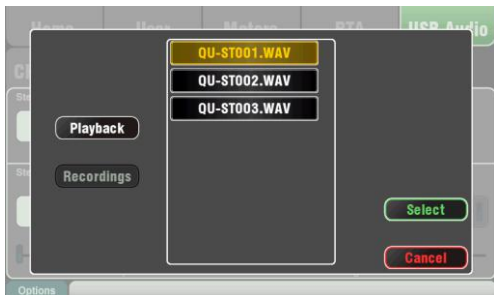 Home User Meters RTA USB Audio
QU-ST001.WAV
QU-ST002.WAV
QU-ST003.WAV
Playback
Recordings
Select
Cancel
Options